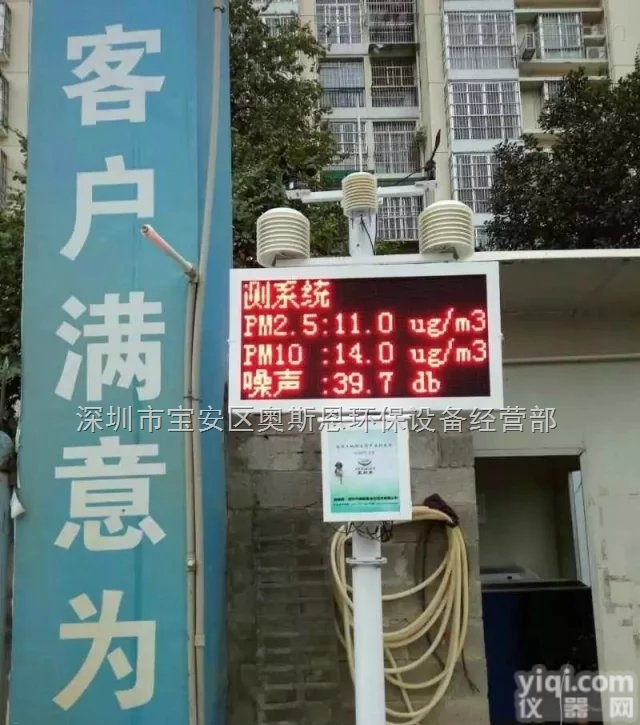 客户满意为
测系统
PM2.5:11.0 ug/m3
PM10 :14.0 ug/m3
噪声 :39.7 db
深圳市宝安区奥斯恩环保设备经营部
yiqi.com
仪器网